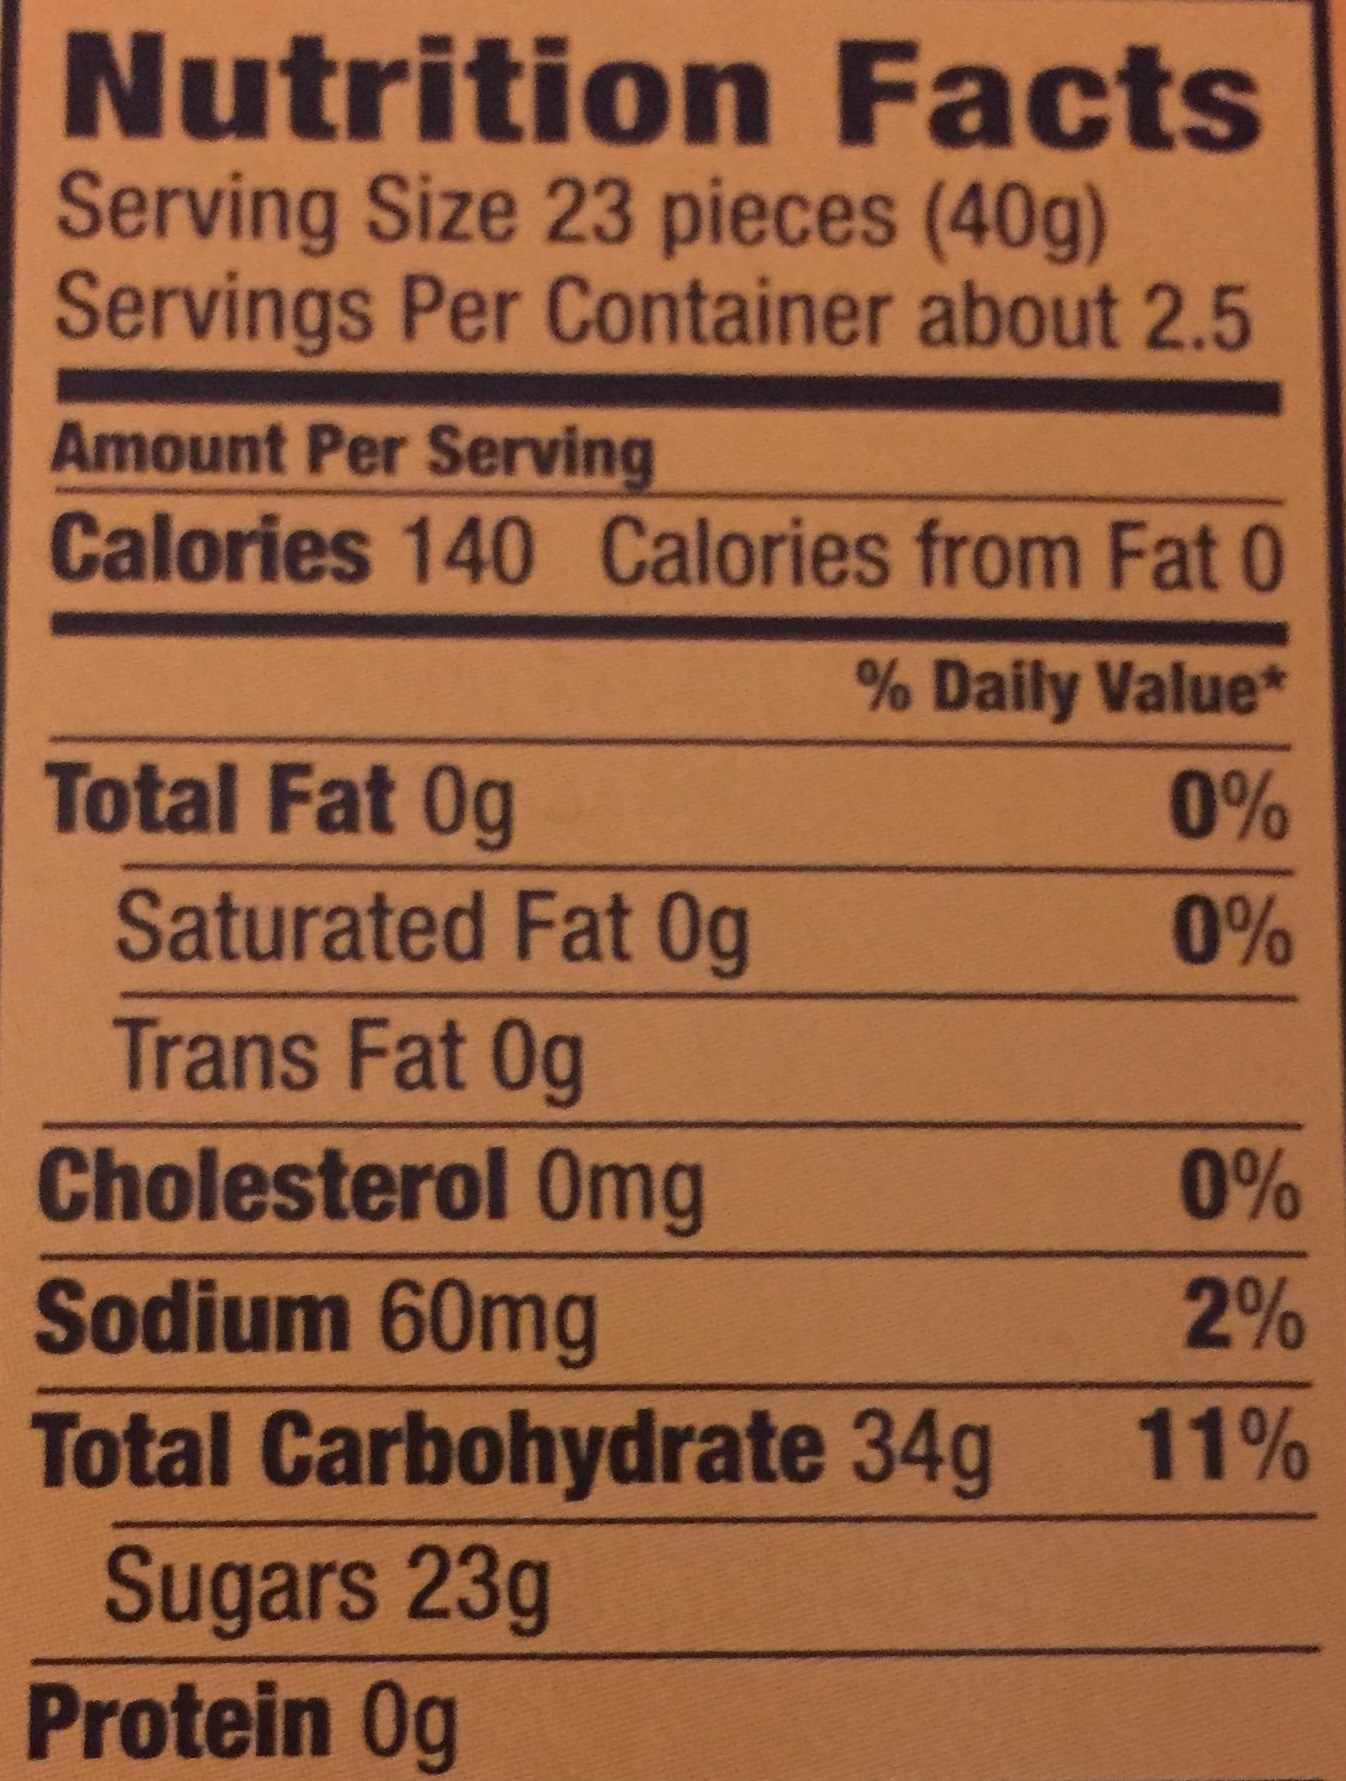 Nutrition Facts
Serving Size 23 pieces (40g)
Servings Per Container about 2.5
Amount Per Serving
Calories 140 Calories from Fat 0
% Daily Value*
Total Fat 0g 0%
Saturated Fat 0g 0%
Trans Fat 0g
Cholesterol 0mg 0%
Sodium 60mg 2%
Total Carbohydrate 34g 11%
Sugars 23g
Protein 0g